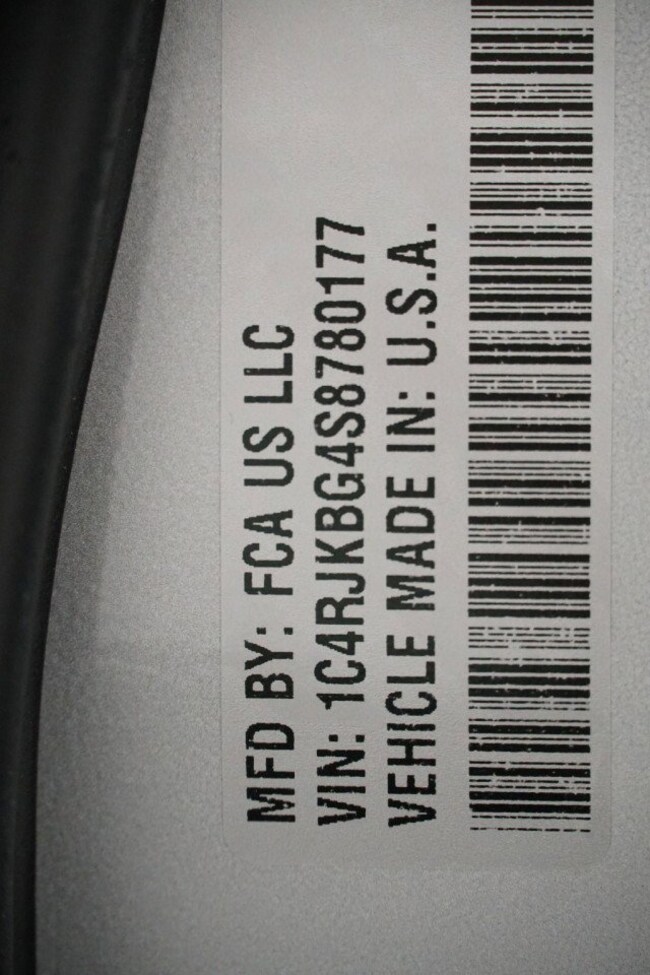 MFD BY: FCA US LLC
VIN: 1C4RJKBG4S8780177
VEHICLE MADE IN: U.S.A.